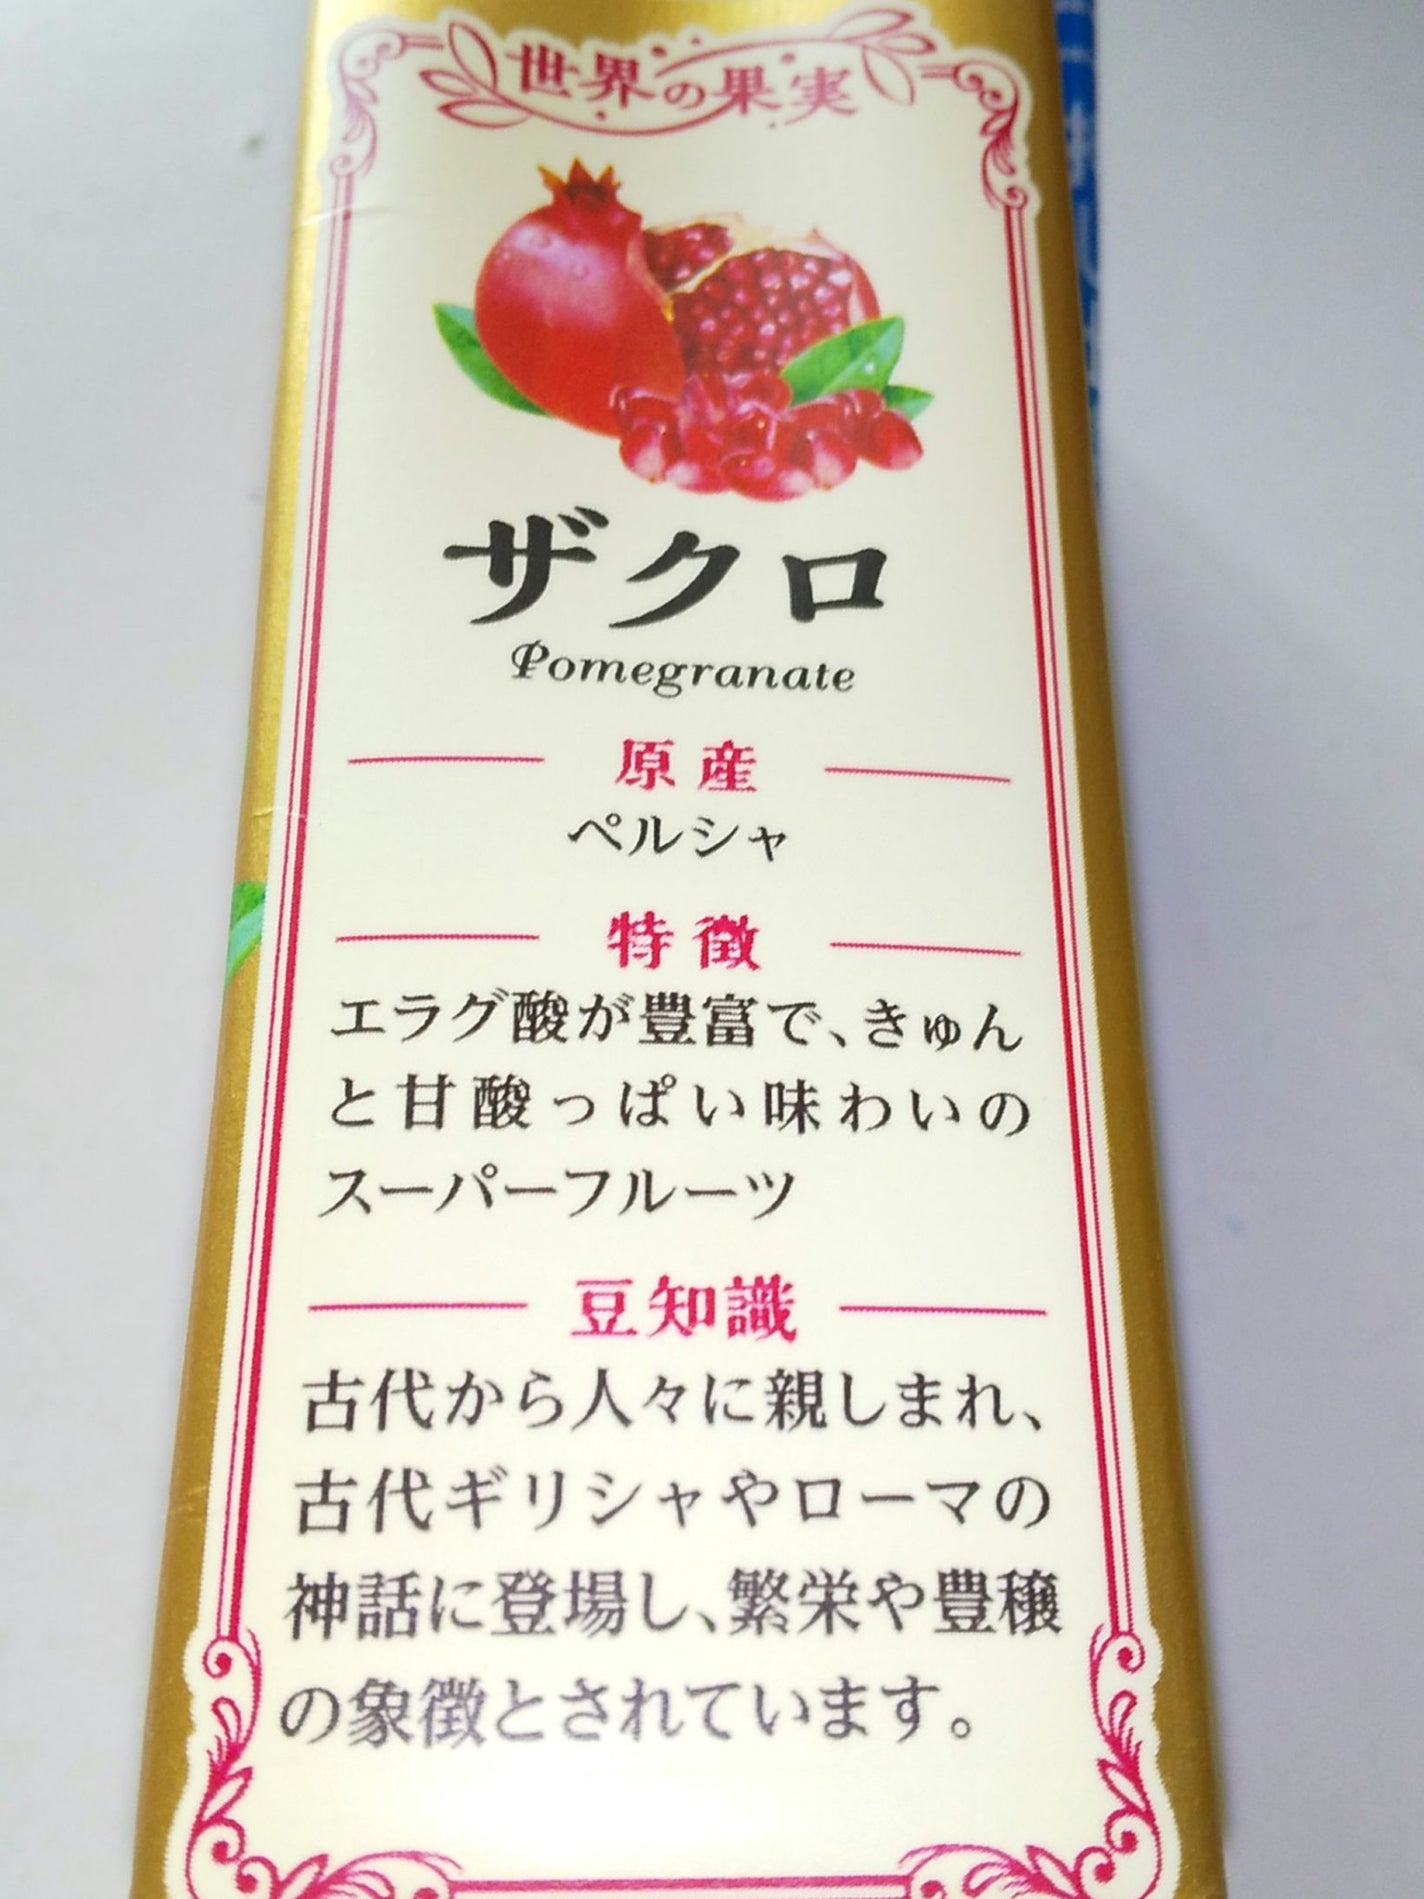 世界の果実
ザクロ
Pomegranate
原産
ペルシャ
特徴
エラグ酸が豊富で、きゅん
と甘酸っぱい味わいの
スーパーフルーツ
豆知識
古代から人々に親しまれ、
古代ギリシャやローマの
神話に登場し、繁栄や豊穣
の象徴とされています。